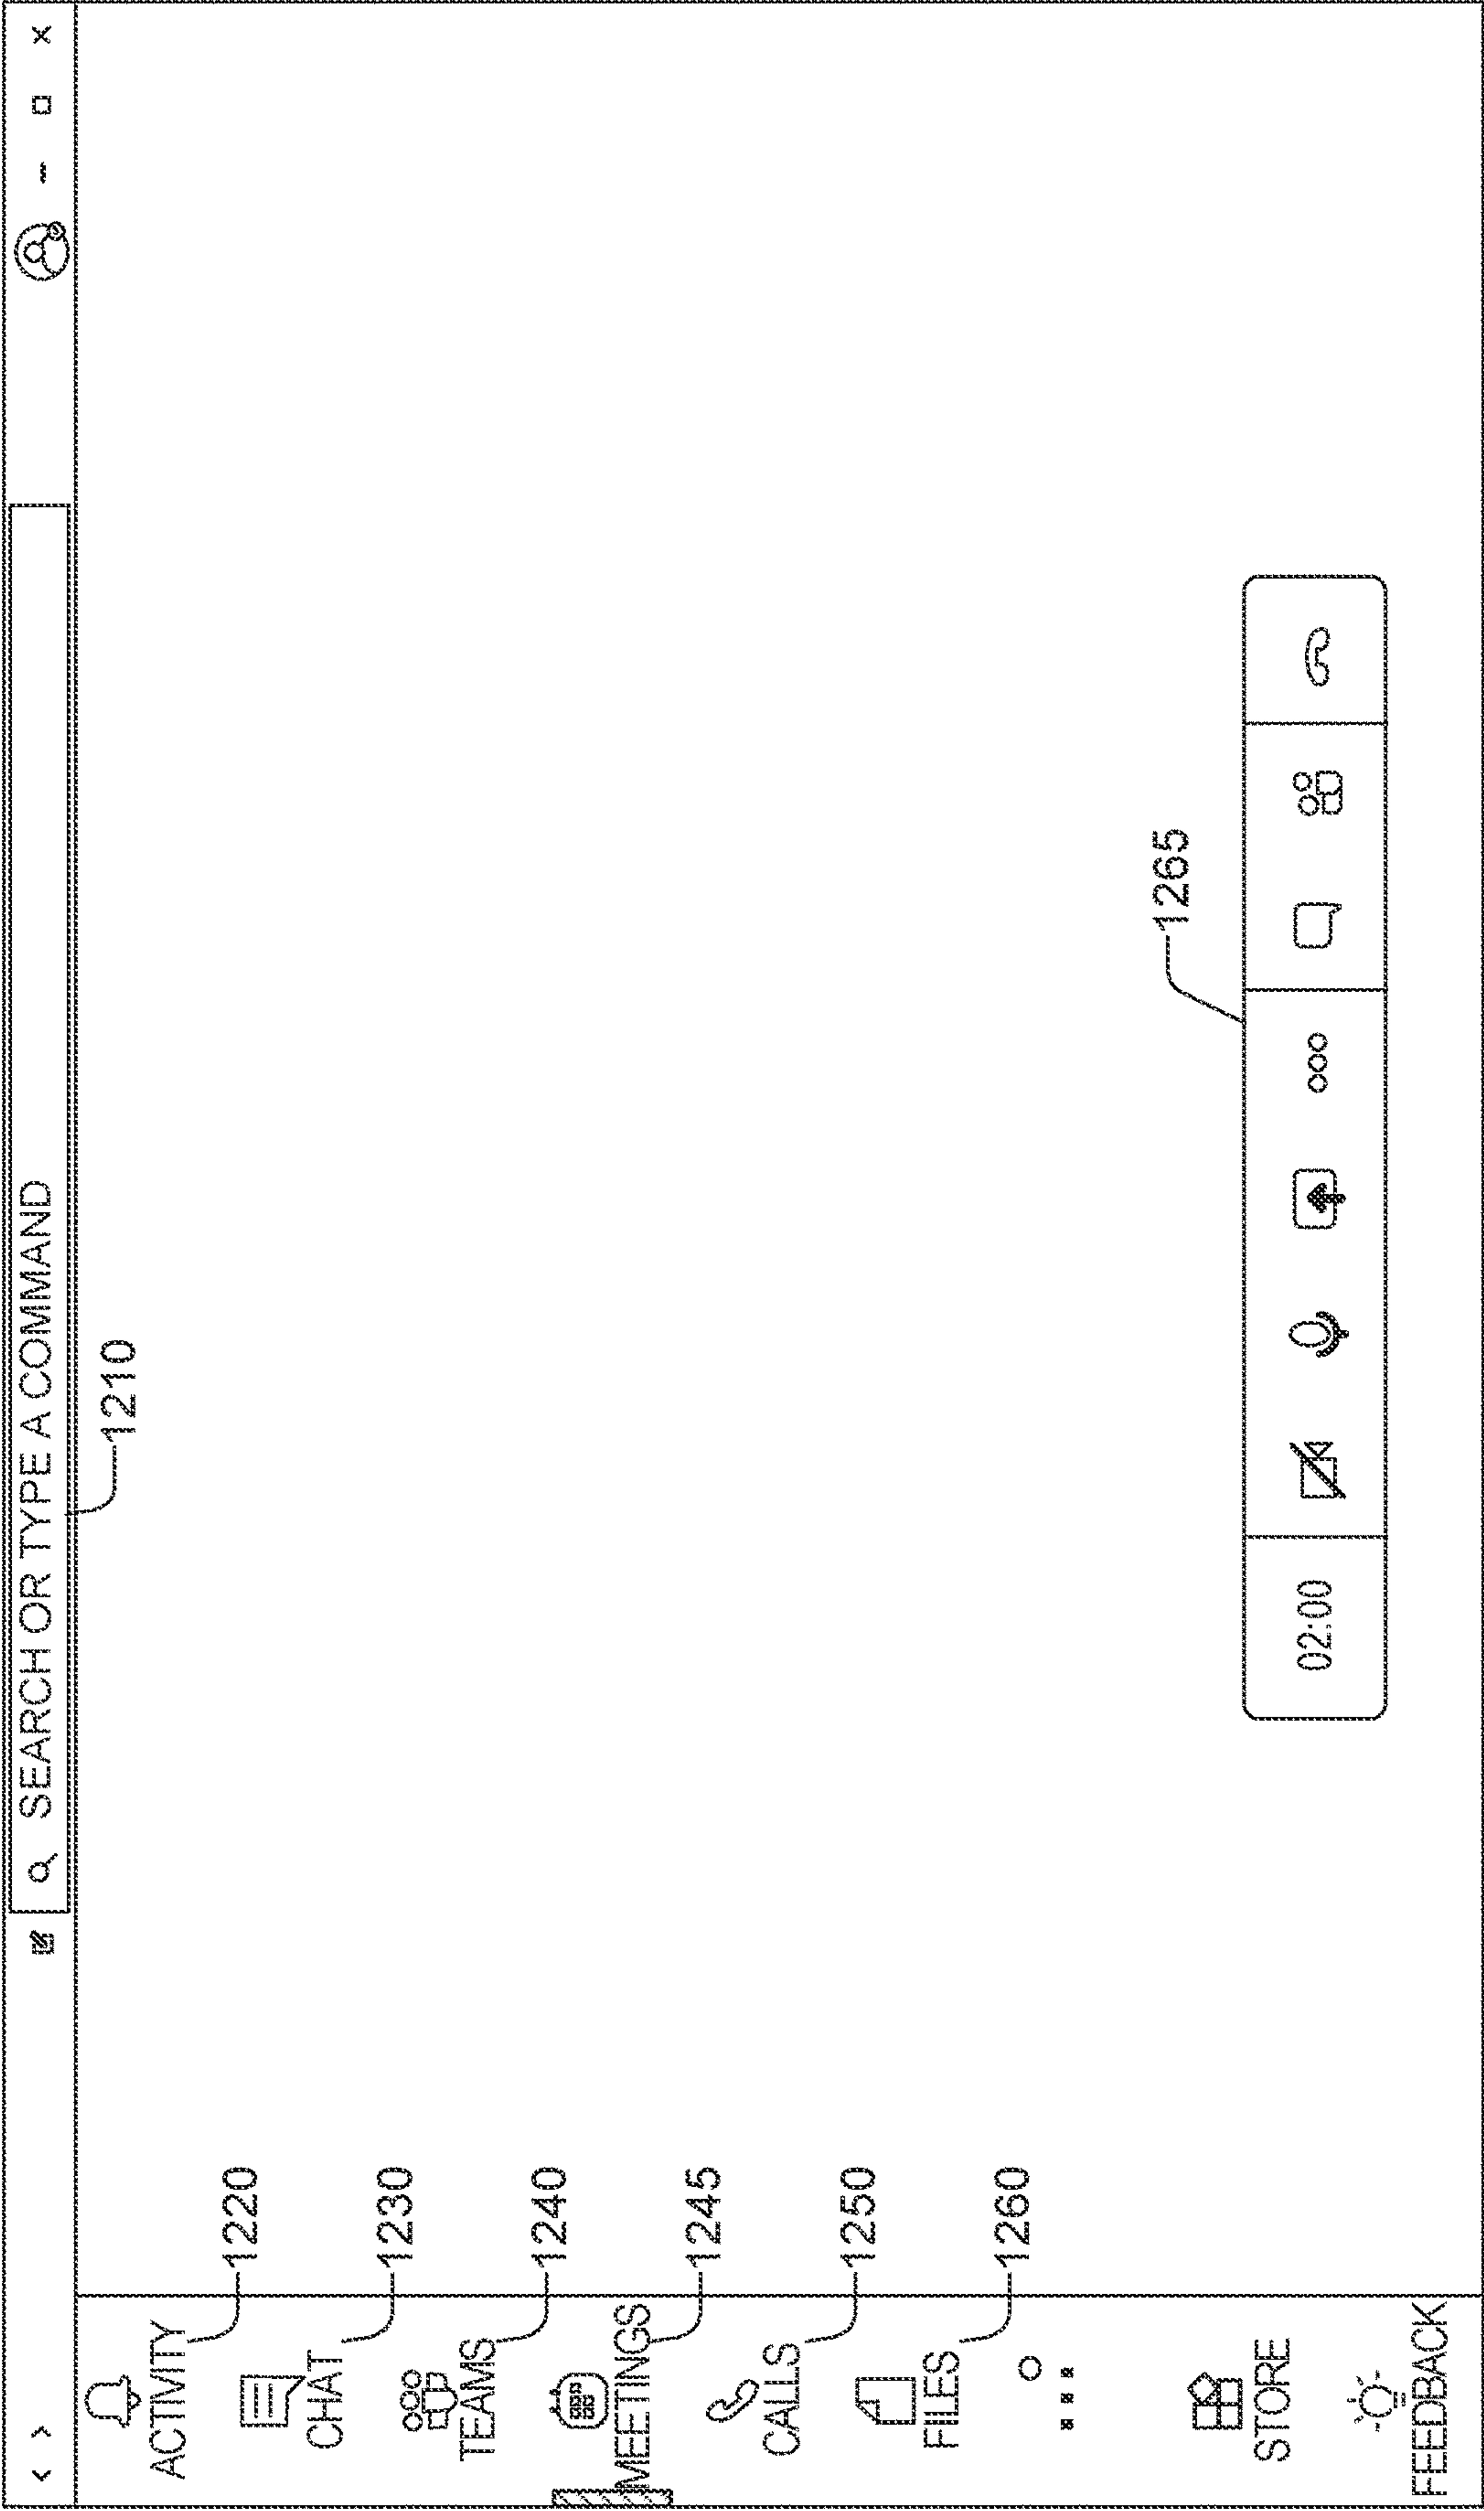 SEARCH OR TYPE A COMMAND
1210
ACTIVITY
1220
CHAT
1230
TEAMS
1240
MEETINGS
1245
CALLS
1250
FILES
1260
STORE
FEEDBACK
1265
02:00